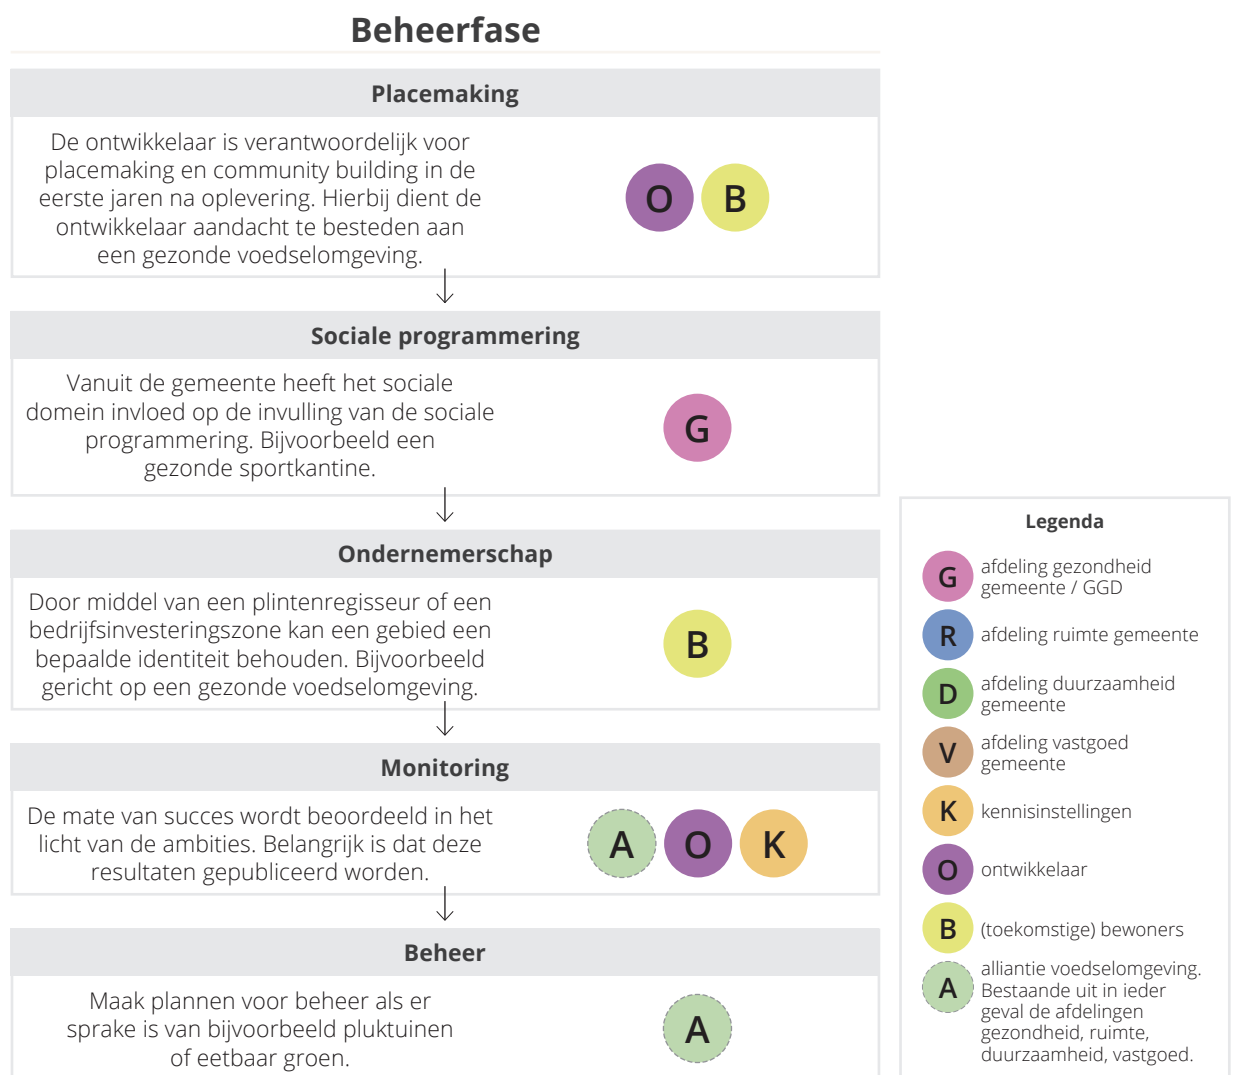 Beheerfase
Placemaking
De ontwikkelaar is verantwoordelijk voor
placemaking en community building in de
eerste jaren na oplevering. Hierbij dient de
ontwikkelaar aandacht te besteden aan
een gezonde voedselomgeving.
O B
Sociale programmering
Vanuit de gemeente heeft het sociale
domein invloed op de invulling van de sociale
programmering. Bijvoorbeeld een
gezonde sportkantine.
G
Ondernemerschap
Door middel van een plintenregisseur of een
bedrijfsinvesteringszone kan een gebied een
bepaalde identiteit behouden. Bijvoorbeeld
gericht op een gezonde voedselomgeving.
B
Monitoring
De mate van succes wordt beoordeeld in het
licht van de ambities. Belangrijk is dat deze
resultaten gepubliceerd worden.
A O K
Beheer
Maak plannen voor beheer als er
sprake is van bijvoorbeeld pluktuinen
of eetbaar groen.
A
Legenda
G afdeling gezondheid
gemeente / GGD
R afdeling ruimte gemeente
D afdeling duurzaamheid
gemeente
V afdeling vastgoed
gemeente
K kennisinstellingen
O ontwikkelaar
B (toekomstige) bewoners
A alliantie voedselomgeving.
Bestaande uit in ieder
geval de afdelingen
gezondheid, ruimte,
duurzaamheid, vastgoed.